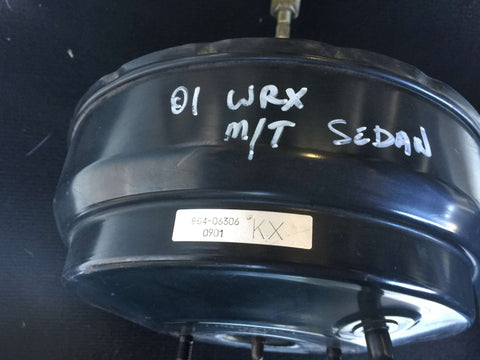 01 WRX
M/T SEDAN
864-06306
0901 KX